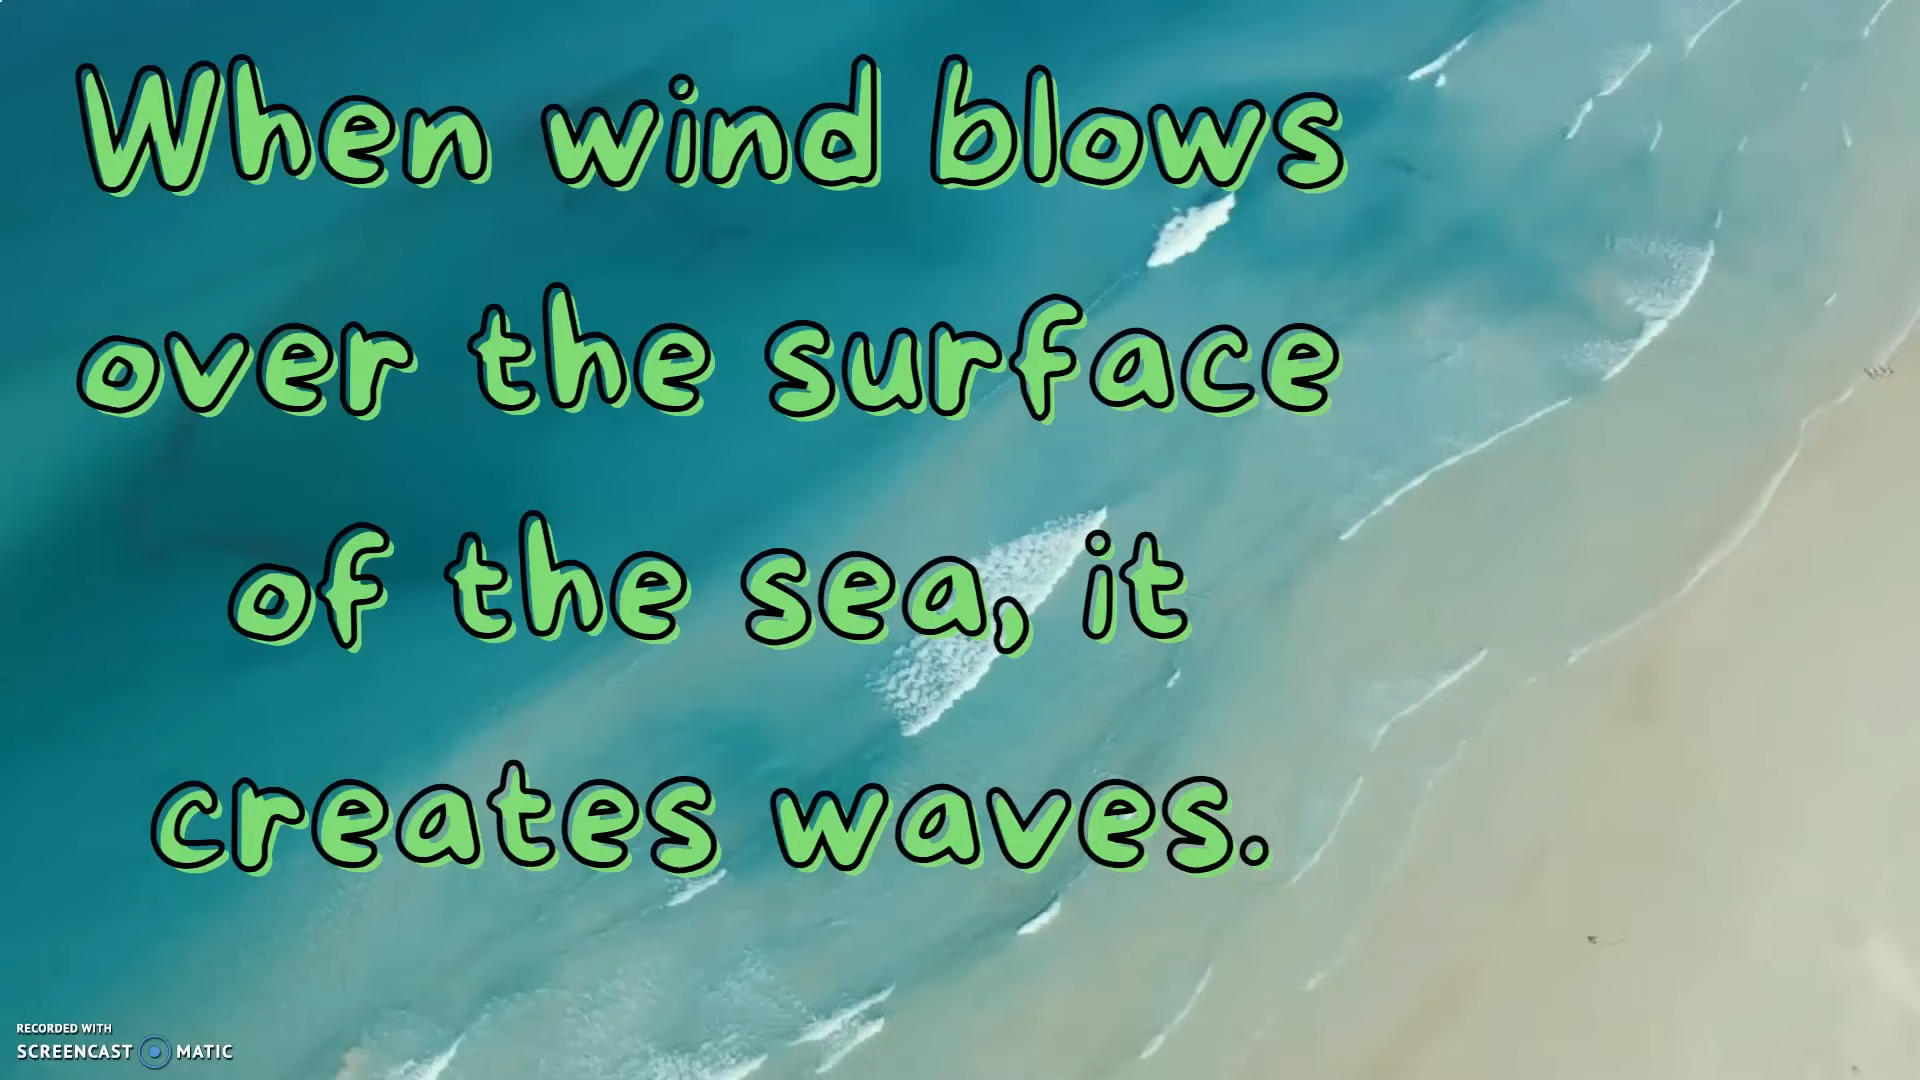 When wind blows
over the surface
of the sea, it
creates waves.
RECORDED WITH
SCREENCAST MATIC